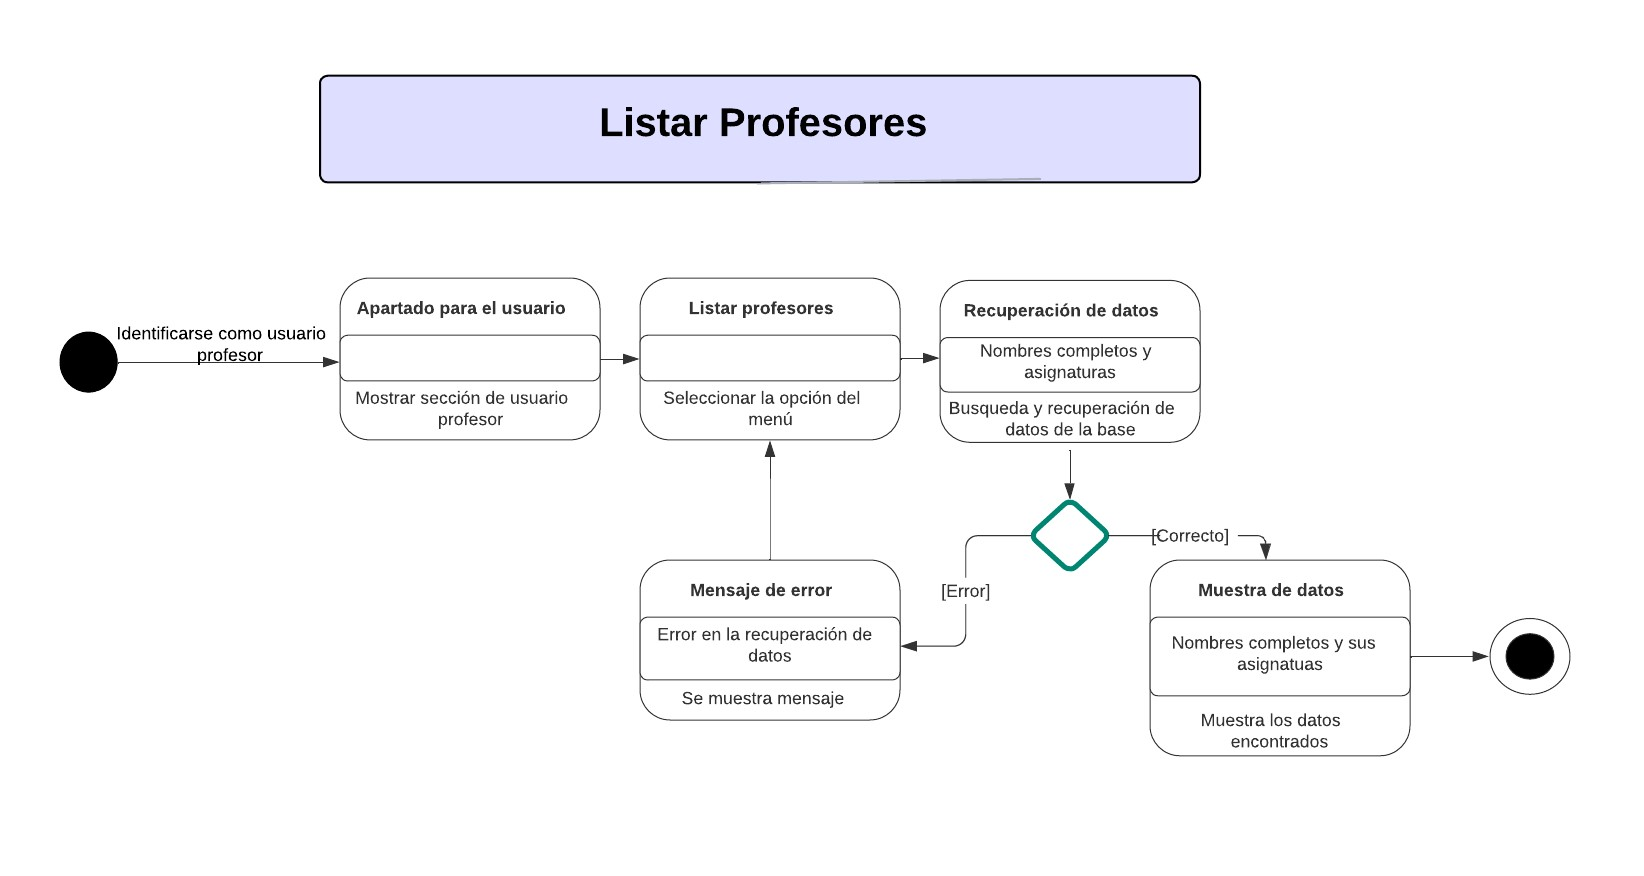 Listar Profesores
Identificarse como usuario
profesor
Apartado para el usuario
Mostrar sección de usuario
profesor
Listar profesores
Seleccionar la opción del
menú
Recuperación de datos
Nombres completos y
asignaturas
Busqueda y recuperación de
datos de la base
[Correcto]
[Error]
Mensaje de error
Error en la recuperación de
datos
Se muestra mensaje
Muestra de datos
Nombres completos y sus
asignatuas
Muestra los datos
encontrados